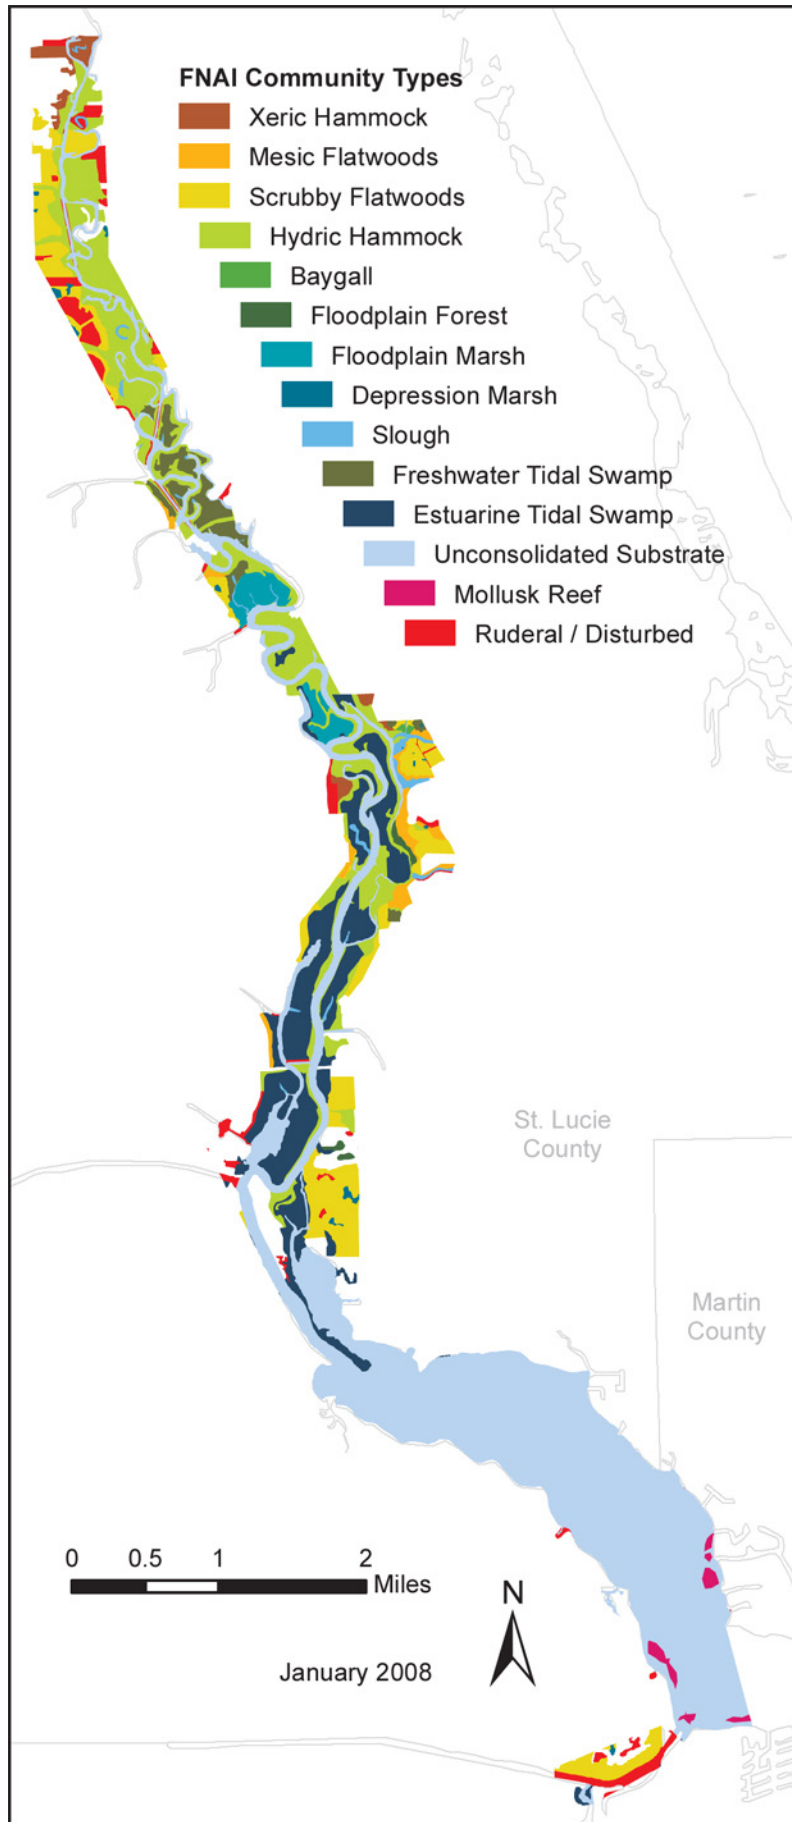 FNAI Community Types
Xeric Hammock
Mesic Flatwoods
Scrubby Flatwoods
Hydric Hammock
Baygall
Floodplain Forest
Floodplain Marsh
Depression Marsh
Slough
Freshwater Tidal Swamp
Estuarine Tidal Swamp
Unconsolidated Substrate
Mollusk Reef
Ruderal / Disturbed
St. Lucie
County
Martin
County
0 0.5 1 2
Miles
N
January 2008